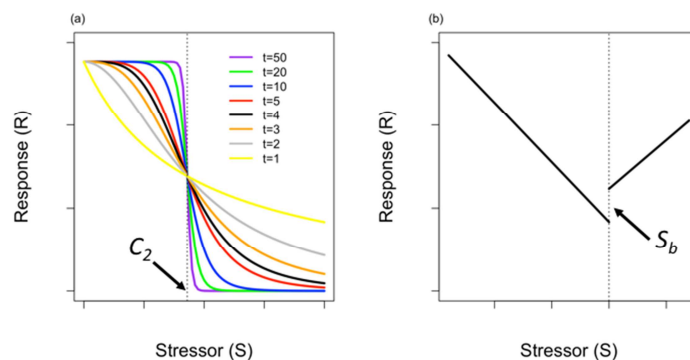 (a)
Response (R)
t=50
t=20
t=10
t=5
t=4
t=3
t=2
t=1
C2
Stressor (S)
(b)
Response (R)
Sb
Stressor (S)